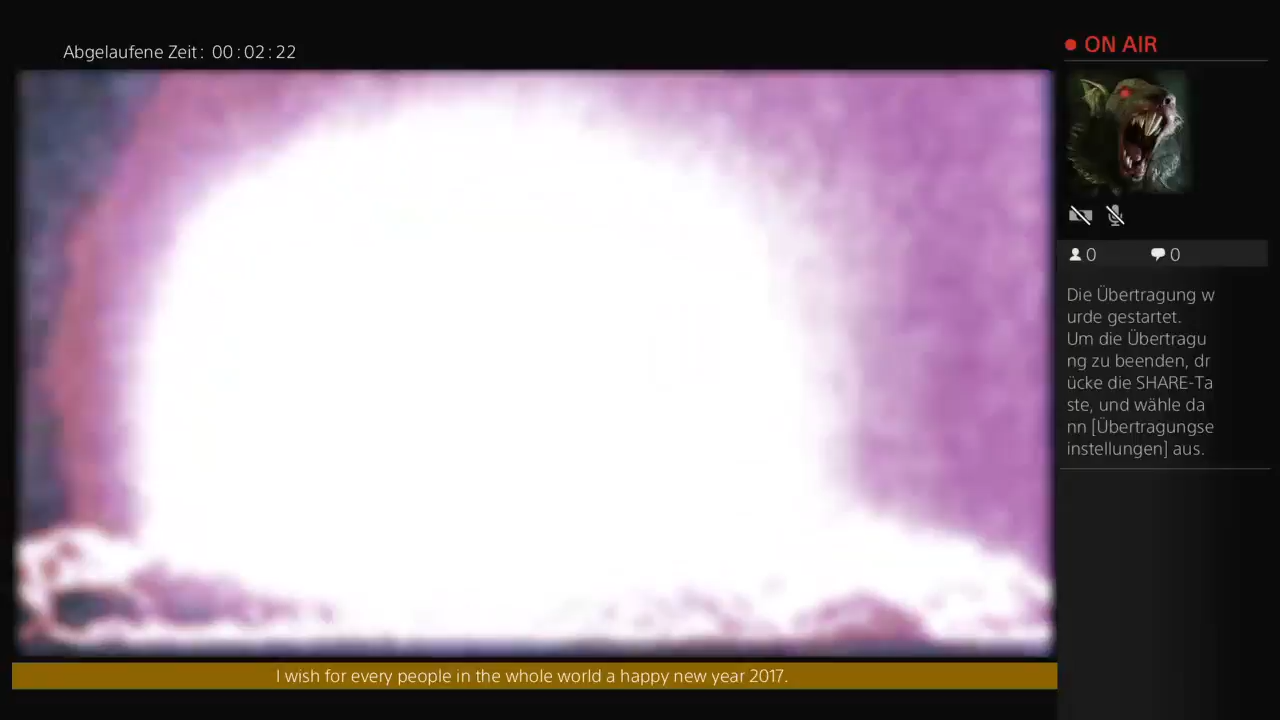 Abgelaufene Zeit: 00:02:22
ON AIR
0 0
Die Übertragung w
urde gestartet.
Um die Übertragu
ng zu beenden, dr
ücke die SHARE-Ta
ste, und wähle da
nn [Übertragungse
instellungen] aus.
I wish for every people in the whole world a happy new year 2017.